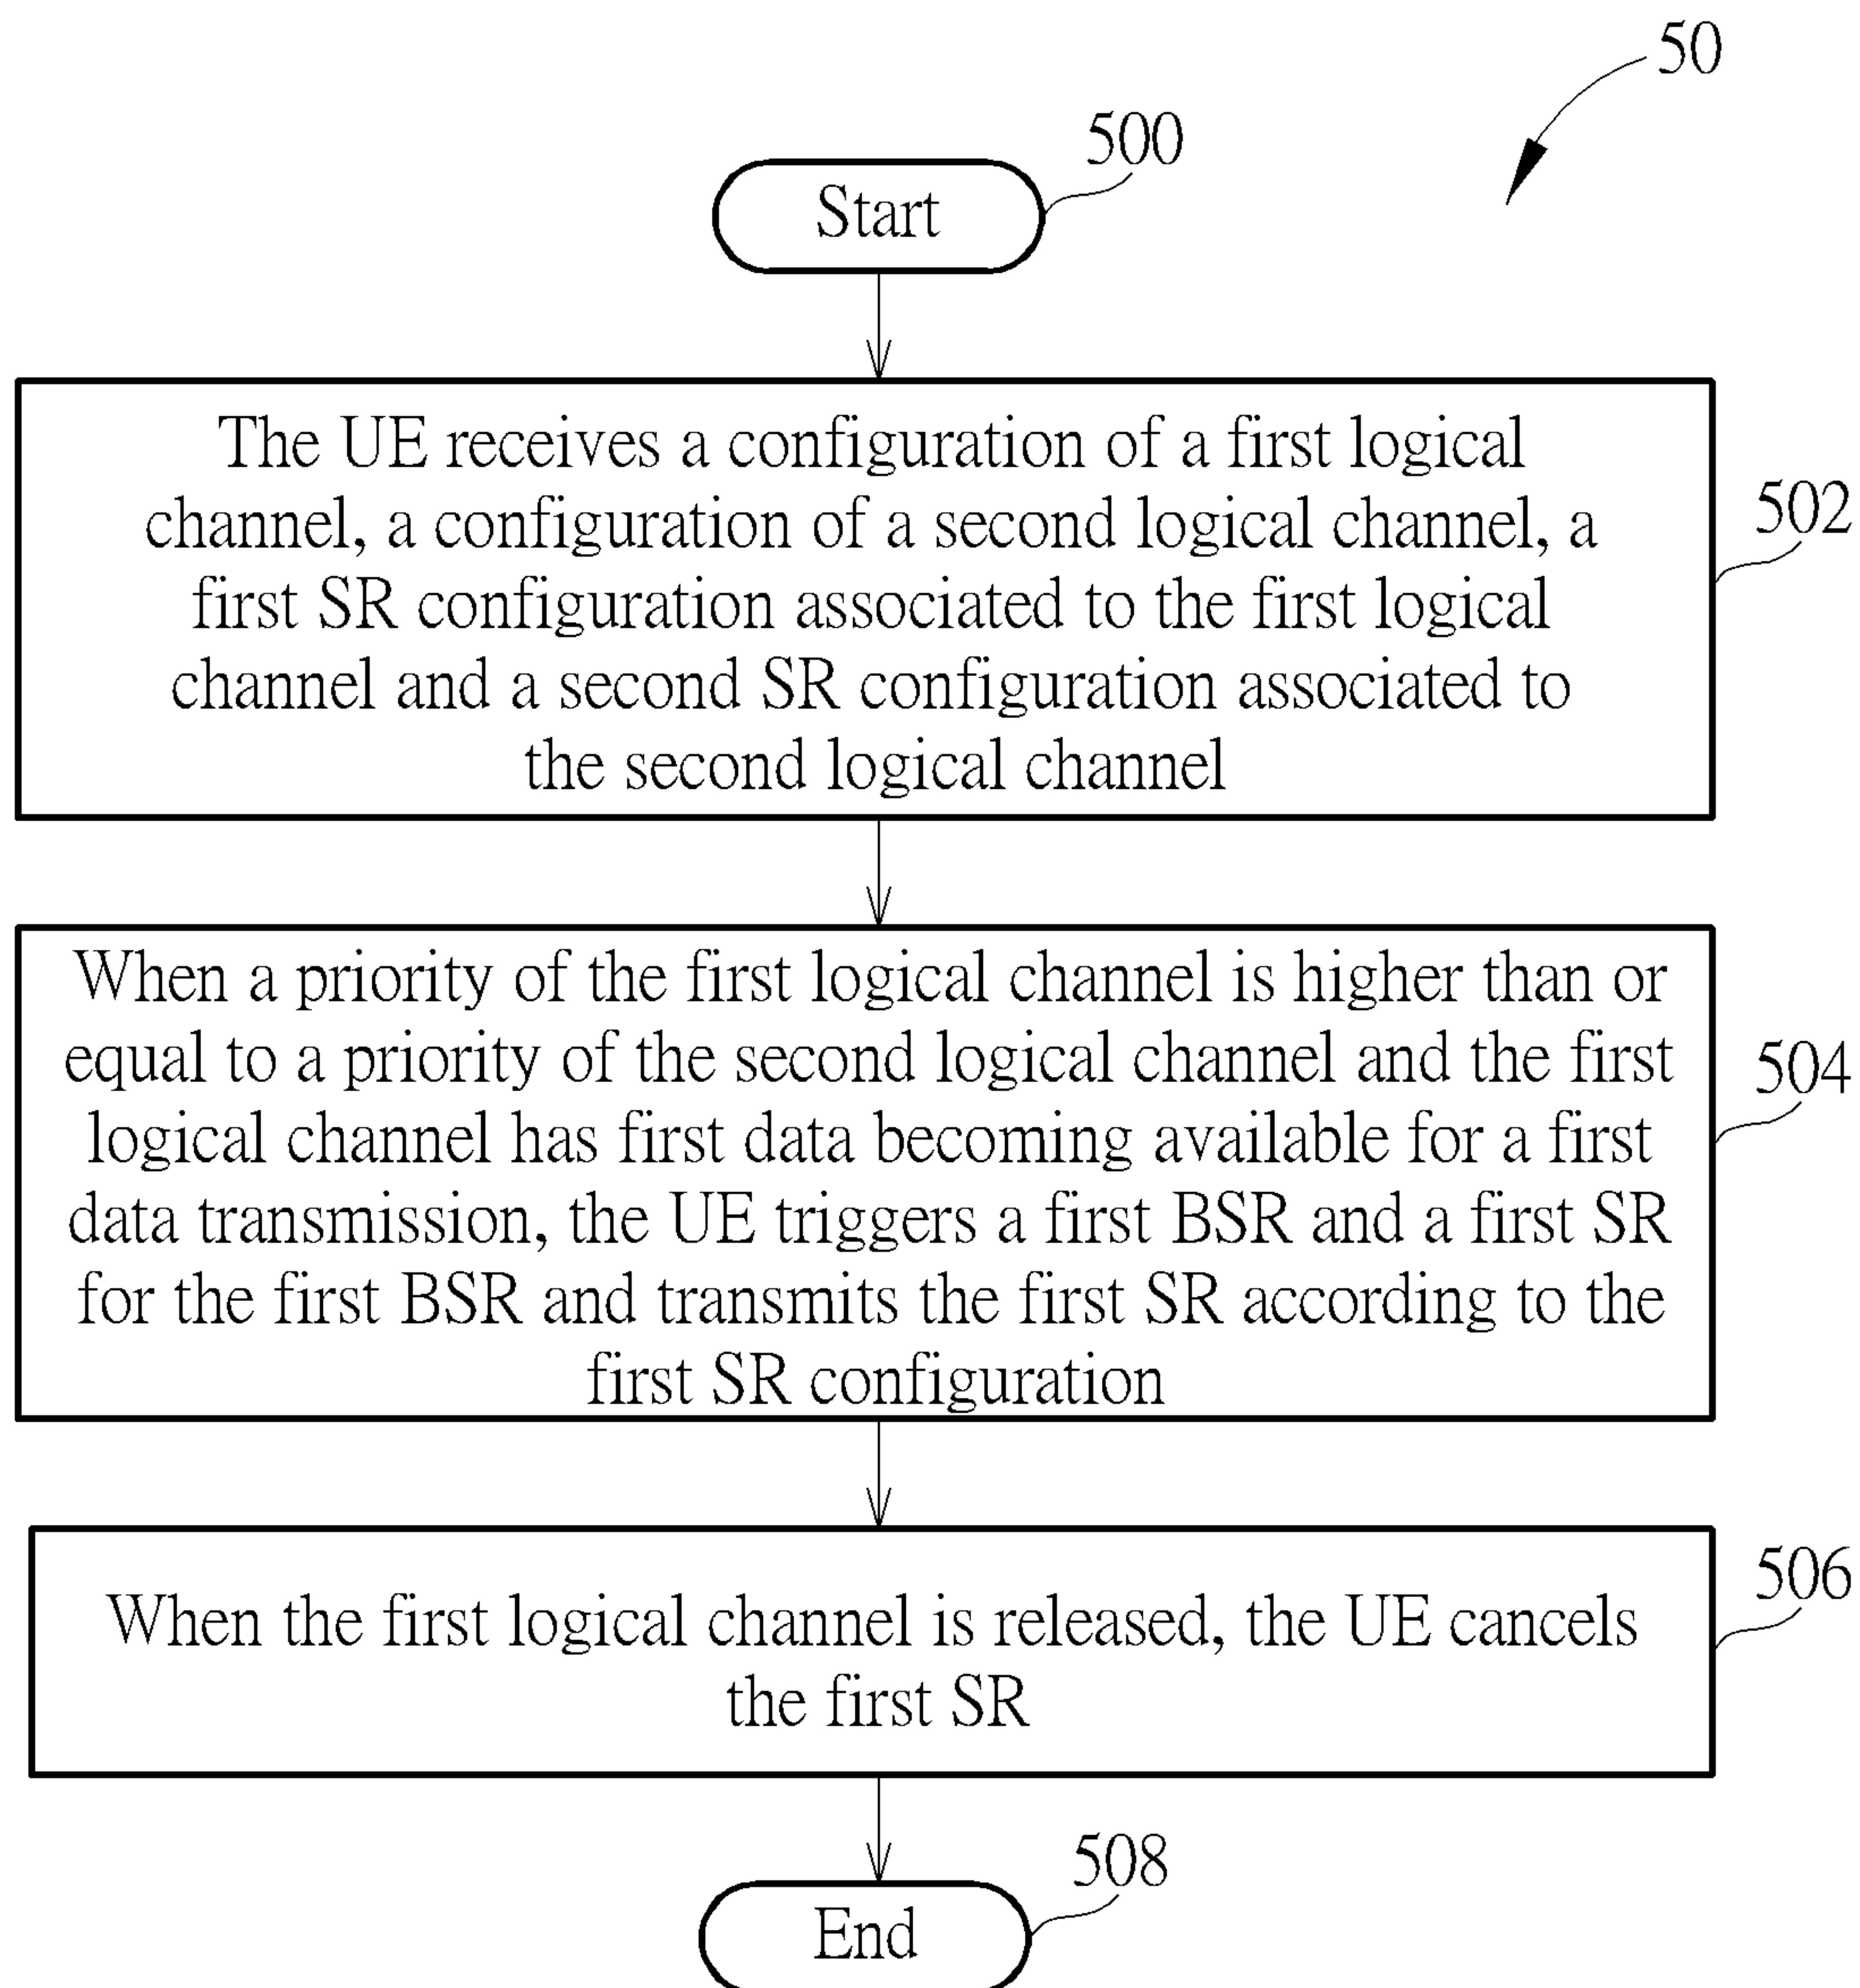 50
500
Start
The UE receives a configuration of a first logical
channel, a configuration of a second logical channel, a
first SR configuration associated to the first logical
channel and a second SR configuration associated to
the second logical channel
502
When a priority of the first logical channel is higher than or
equal to a priority of the second logical channel and the first
logical channel has first data becoming available for a first
data transmission, the UE triggers a first BSR and a first SR
for the first BSR and transmits the first SR according to the
first SR configuration
504
When the first logical channel is released, the UE cancels
the first SR
506
508
End